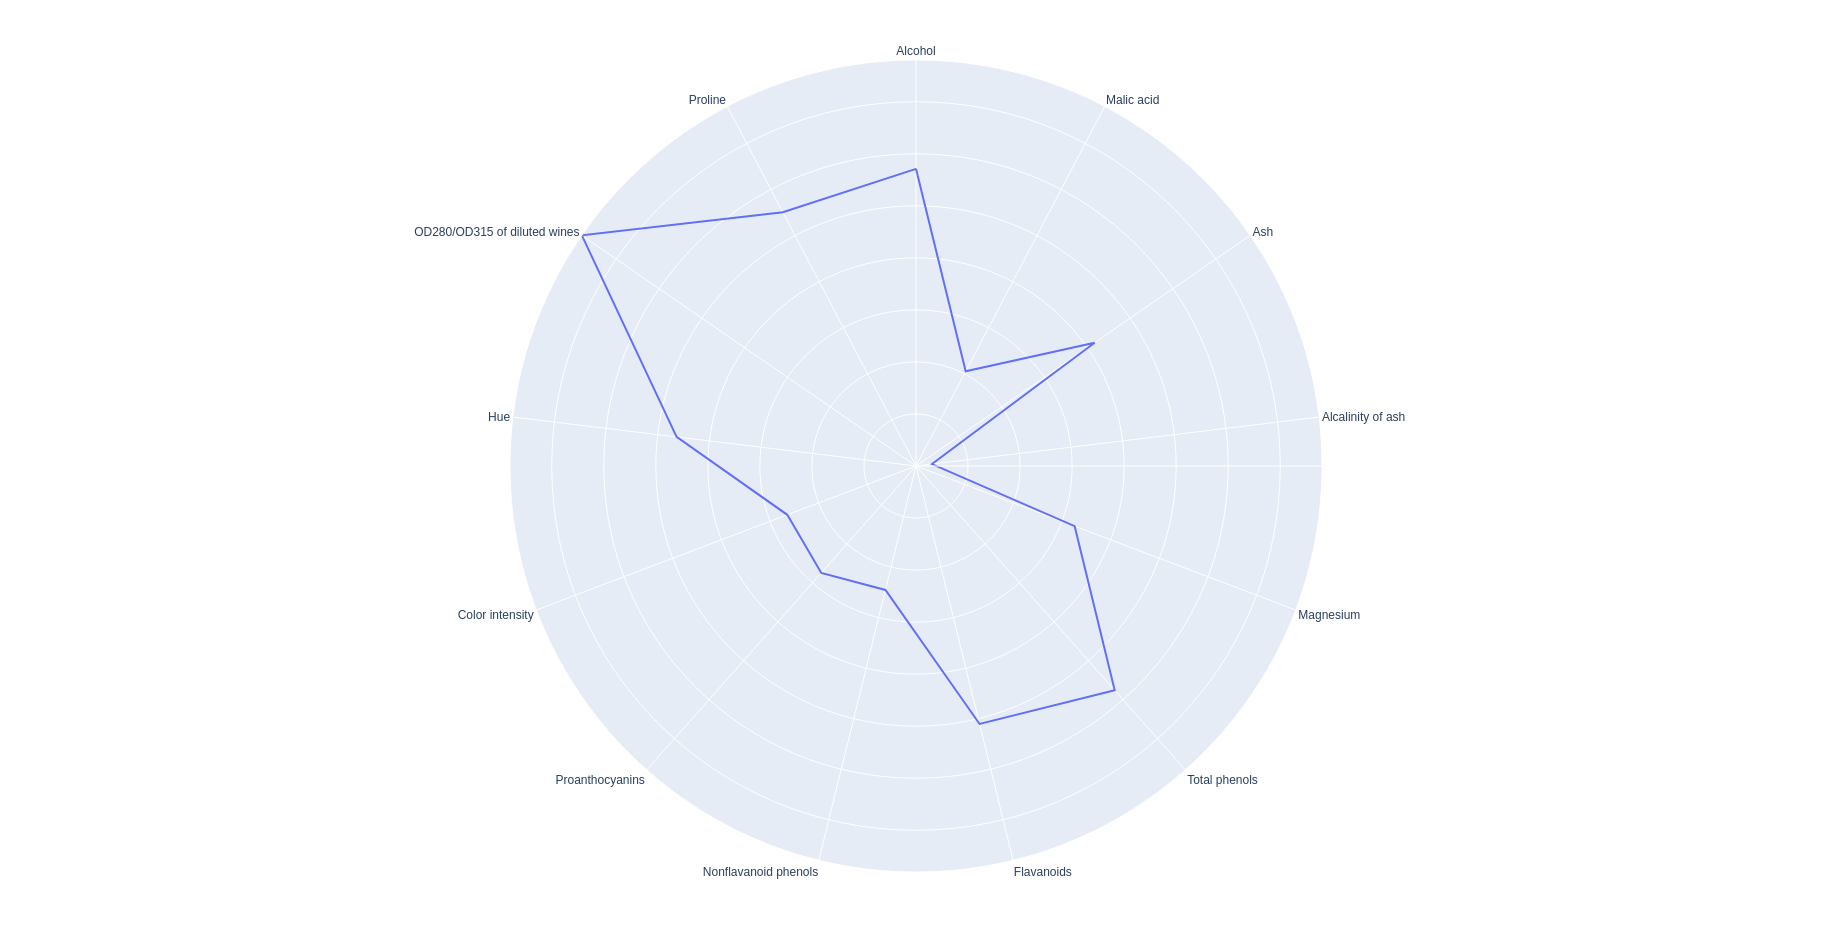 Alcohol
Malic acid
Proline
Ash
OD280/OD315 of diluted wines
Hue
Alcalinity of ash
Color intensity
Magnesium
Proanthocyanins
Total phenols
Nonflavanoid phenols
Flavanoids